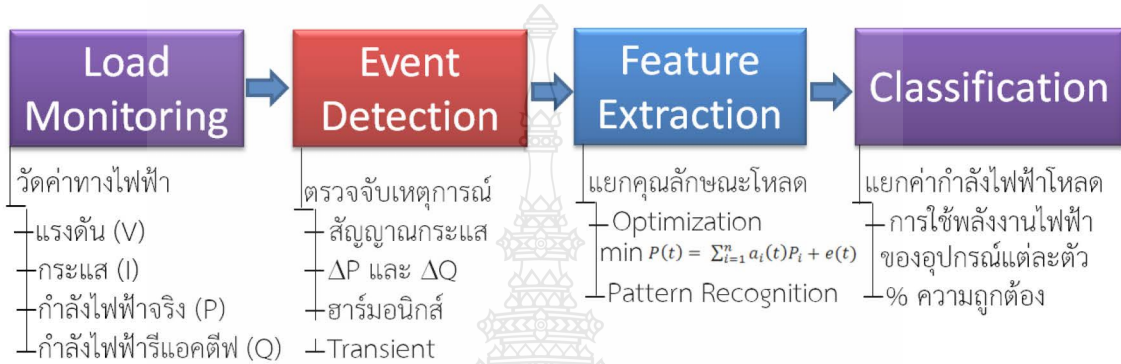 Load
Monitoring
Event
Detection
Feature
Extraction
Classification
วัดค่าทางไฟฟ้า
แรงดัน (V)
กระแส (I)
กำลังไฟฟ้าจริง (P)
กำลังไฟฟ้ารีแอคตีฟ (Q)
ตรวจจับเหตุการณ์
สัญญาณกระแส
ΔP และ ΔQ
ฮาร์มอนิกส์
Transient
แยกคุณลักษณะโหลด
Optimization
min P(t) = ∑ⁿᵢ₌₁ aᵢ(t)Pᵢ + e(t)
Pattern Recognition
แยกค่ากำลังไฟฟ้าโหลด
การใช้พลังงานไฟฟ้า
ของอุปกรณ์แต่ละตัว
% ความถูกต้อง